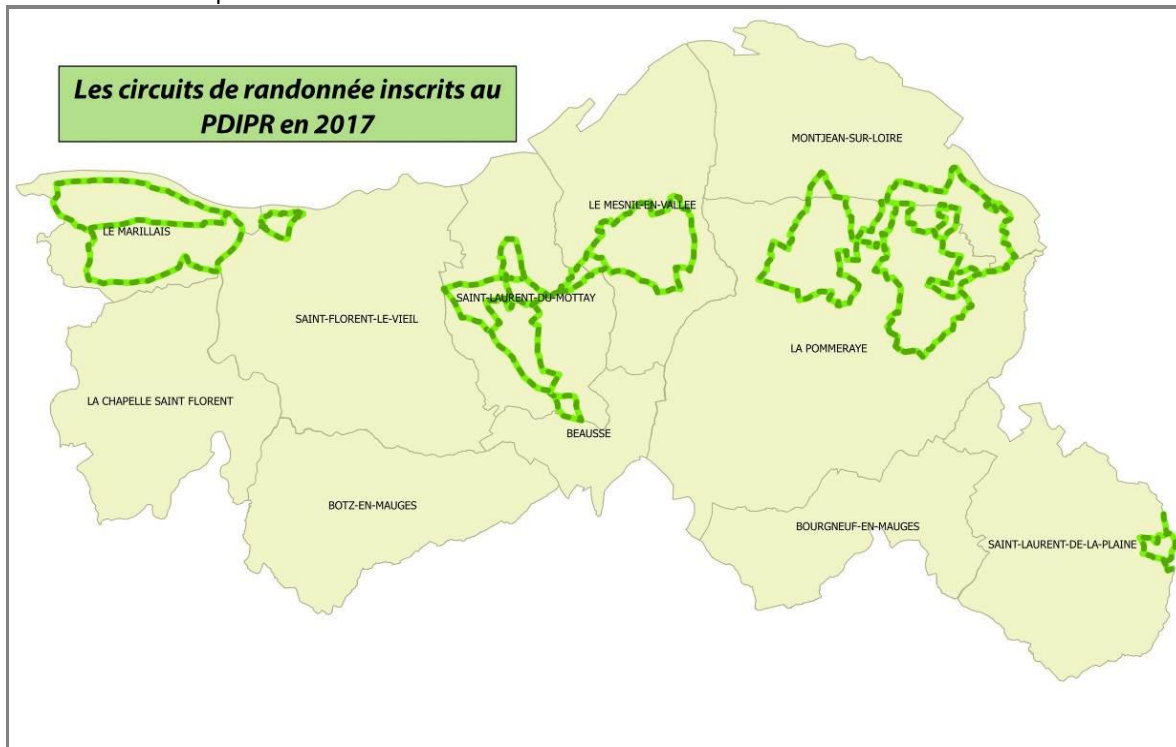 Les circuits de randonnée inscrits au
PDIPR en 2017
MONTJEAN-SUR-LOIRE
LE MESNIL-EN-VALLEE
LE MARILLAIS
SAINT-LAURENT-DU-MOTTAY
SAINT-FLORENT-LE-VIEIL
LA POMMERAYE
LA CHAPELLE SAINT FLORENT
BEAUSSE
BOTZ-EN-MAUGES
BOURGNEUF-EN-MAUGES
SAINT-LAURENT-DE-LA-PLAINE